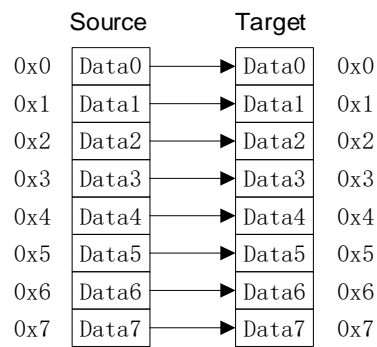 Source Target
0x0 Data0 Data0 0x0
0x1 Data1 Data1 0x1
0x2 Data2 Data2 0x2
0x3 Data3 Data3 0x3
0x4 Data4 Data4 0x4
0x5 Data5 Data5 0x5
0x6 Data6 Data6 0x6
0x7 Data7 Data7 0x7